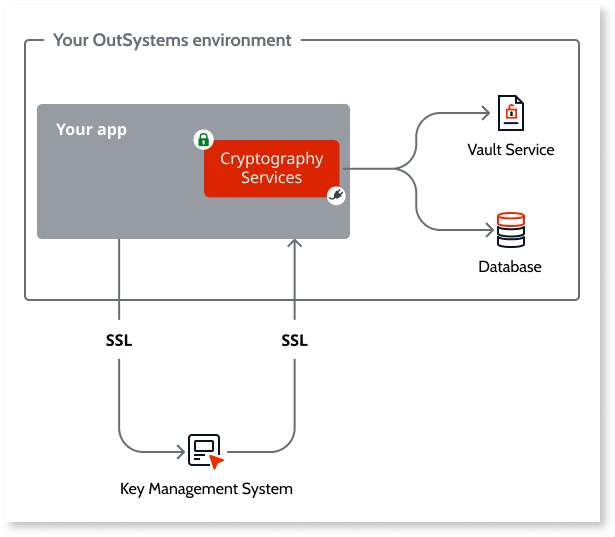 Your OutSystems environment
Your app
Cryptography
Services
Vault Service
Database
SSL
SSL
Key Management System